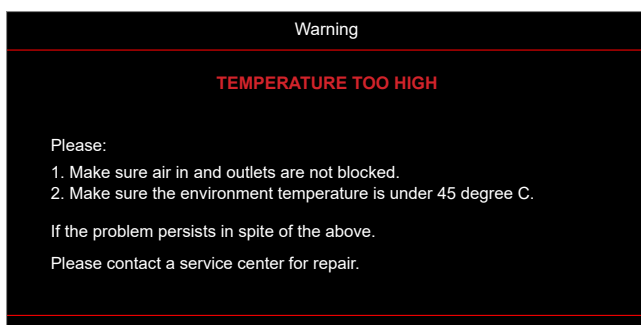 Warning
TEMPERATURE TOO HIGH
Please:
1. Make sure air in and outlets are not blocked.
2. Make sure the environment temperature is under 45 degree C.
If the problem persists in spite of the above.
Please contact a service center for repair.